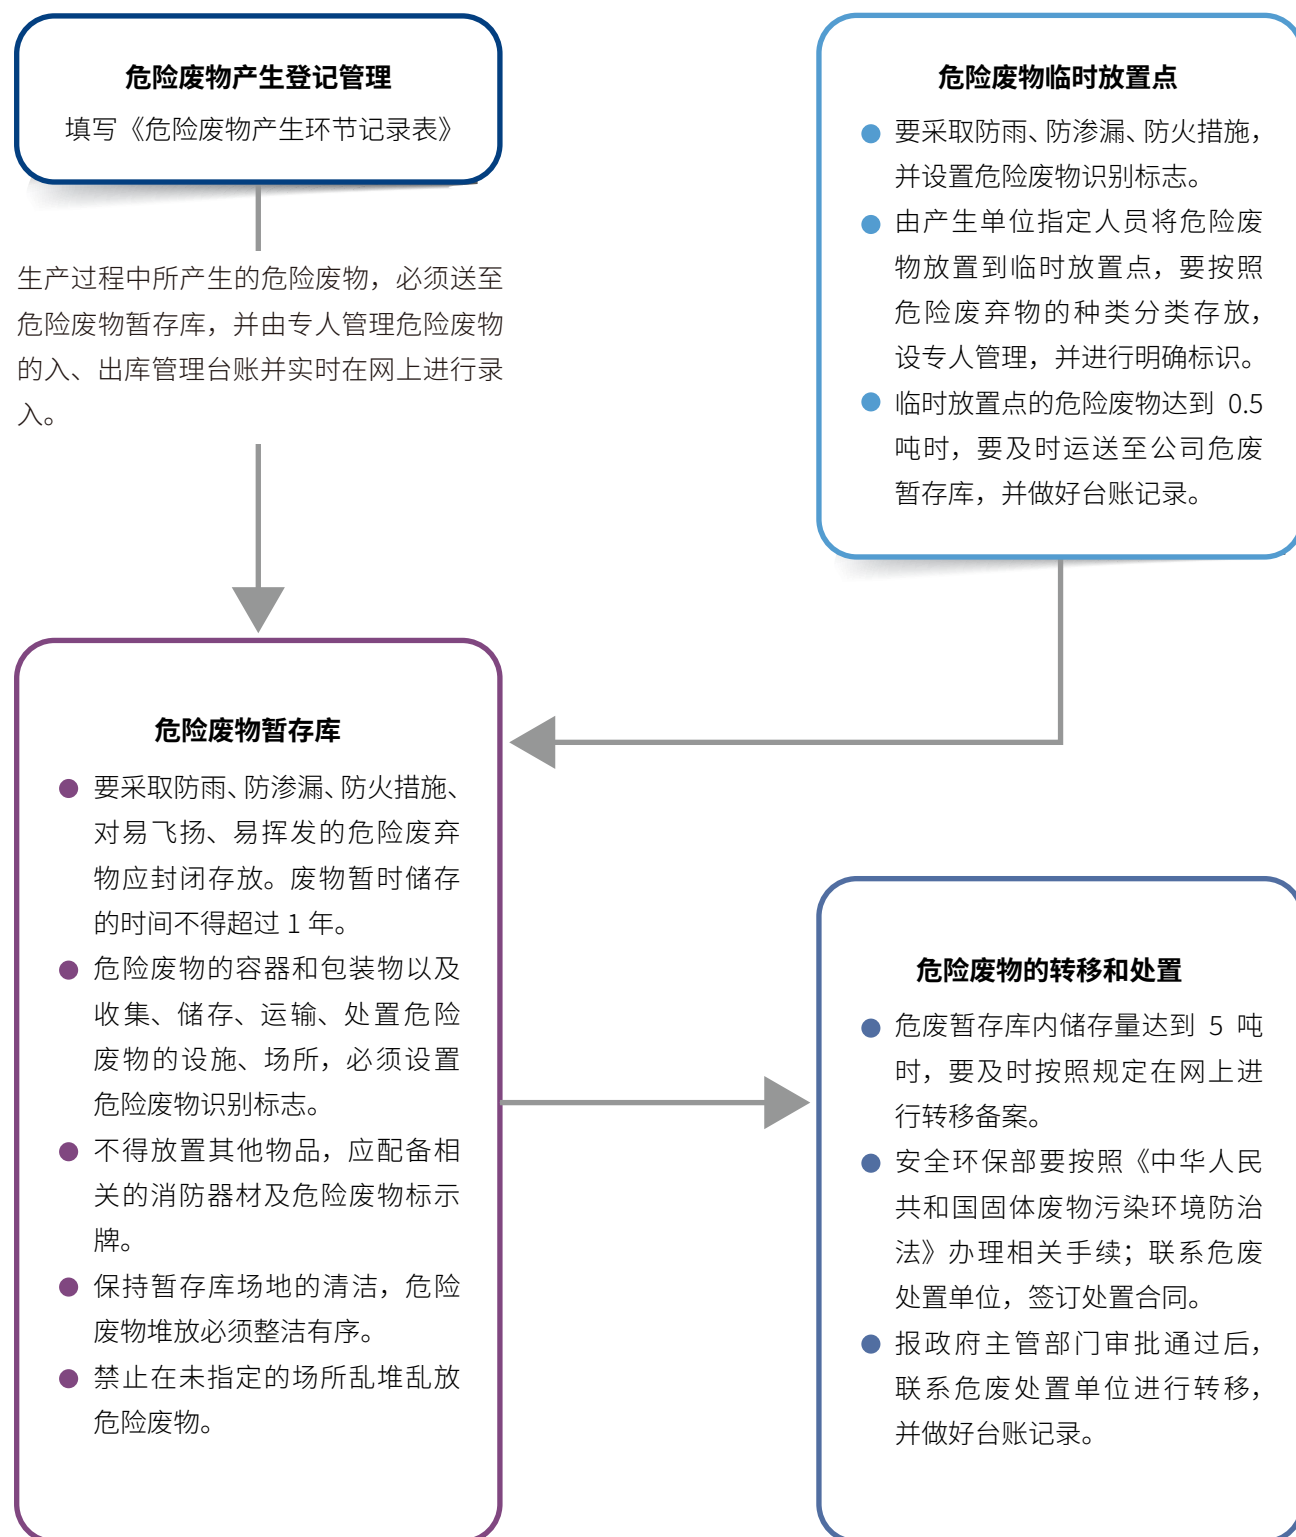 危险废物产生登记管理
填写《危险废物产生环节记录表》
生产过程中所产生的危险废物，必须送至
危险废物暂存库，并由专人管理危险废物
的入、出库管理台账并实时在网上进行录
入。
危险废物临时放置点
要采取防雨、防渗漏、防火措施，
并设置危险废物识别标志。
由产生单位指定人员将危险废
物放置到临时放置点，要按照
危险废弃物的种类分类存放，
设专人管理，并进行明确标识。
临时放置点的危险废物达到 0.5
吨时，要及时运送至公司危废
暂存库，并做好台账记录。
危险废物暂存库
要采取防雨、防渗漏、防火措施、
对易飞扬、易挥发的危险废弃
物应封闭存放。废物暂时储存
的时间不得超过 1 年。
危险废物的容器和包装物以及
收集、储存、运输、处置危险
废物的设施、场所，必须设置
危险废物识别标志。
不得放置其他物品，应配备相
关的消防器材及危险废物标示
牌。
保持暂存库场地的清洁，危险
废物堆放必须整洁有序。
禁止在未指定的场所乱堆乱放
危险废物。
危险废物的转移和处置
危废暂存库内储存量达到 5 吨
时，要及时按照规定在网上进
行转移备案。
安全环保部要按照《中华人民
共和国固体废物污染环境防治
法》办理相关手续；联系危废
处置单位，签订处置合同。
报政府主管部门审批通过后，
联系危废处置单位进行转移，
并做好台账记录。